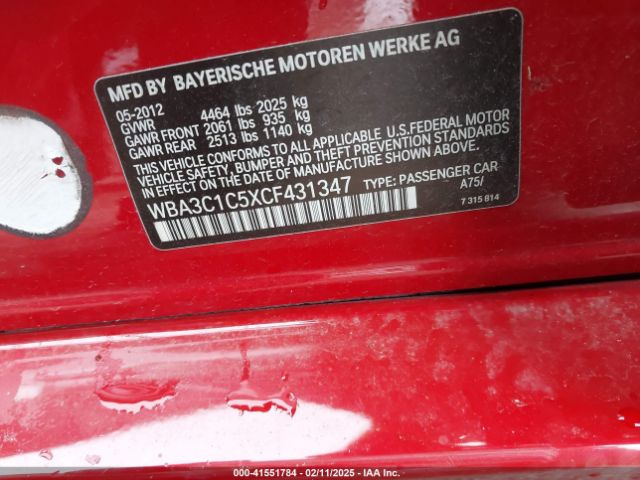 MFD BY BAYERISCHE MOTOREN WERKE AG
05-2012
GVWR 4464 lbs 2025 kg
GAWR FRONT 2061 lbs 935 kg
GAWR REAR 2513 lbs 1140 kg
THIS VEHICLE CONFORMS TO ALL APPLICABLE U.S.FEDERAL MOTOR
VEHICLE SAFETY, BUMPER AND THEFT PREVENTION STANDARDS
IN EFFECT ON THE DATE OF MANUFACTURE SHOWN ABOVE.
WBA3C1C5XCF431347 TYPE: PASSENGER CAR
A75/
7 315 814
000-41551784 - 02/11/2025 - IAA Inc.